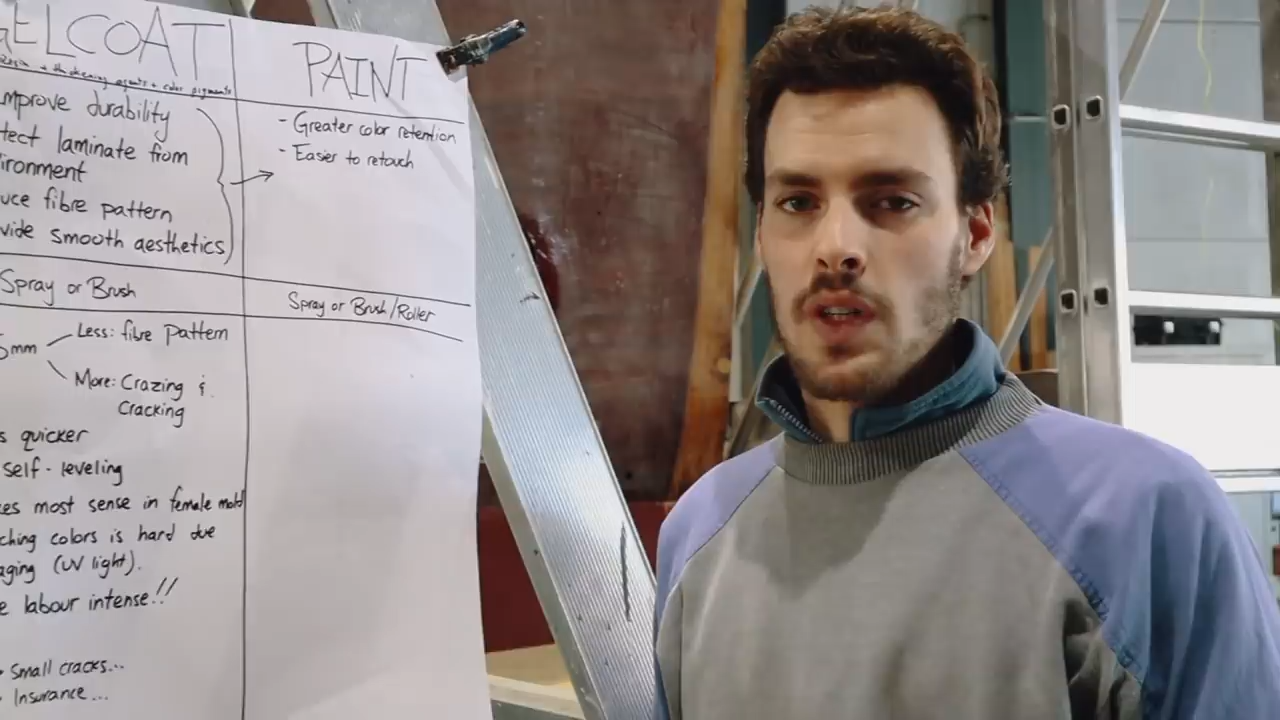 GELCOAT
Resin + thickening agents + color pigments
mprove durability
tect laminate from
ironment
uce fibre pattern
vide smooth aesthetics
Spray or Brush
5mm
Less: fibre pattern
More: Crazing &
Cracking
s quicker
self-leveling
es most sense in female mold
ching colors is hard due
aging (UV light).
e labour intense!!
Small cracks...
Insurance...
PAINT
- Greater color retention
- Easier to retouch
Spray or Brush/Roller